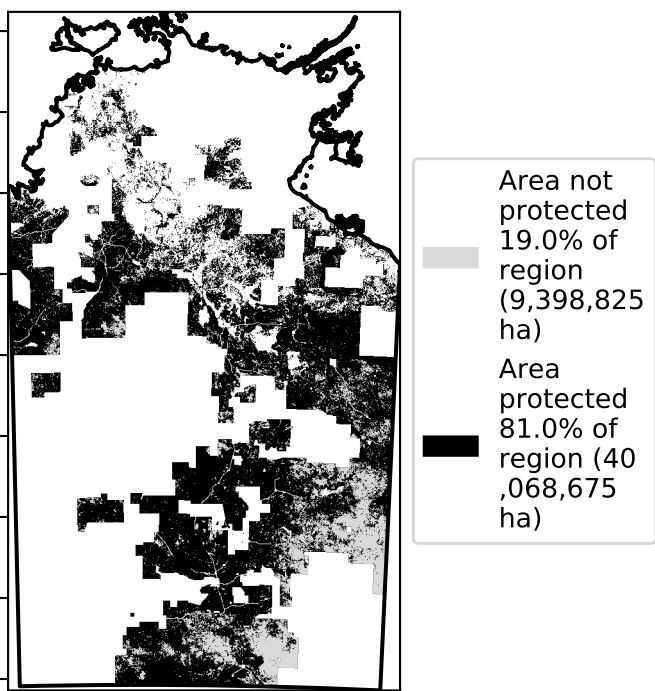 Area not
protected
19.0% of
region
(9,398,825
ha)
Area
protected
81.0% of
region (40
,068,675
ha)